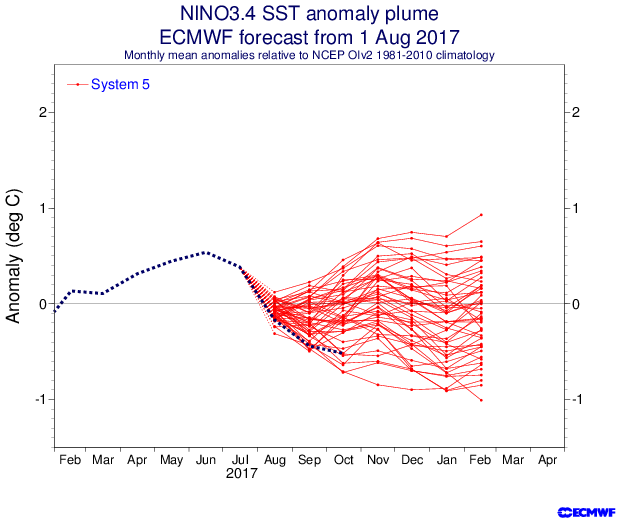 NINO3.4 SST anomaly plume
ECMWF forecast from 1 Aug 2017
Monthly mean anomalies relative to NCEP OIv2 1981-2010 climatology
System 5
Anomaly (deg C)
2 2
1 1
0 0
-1 -1
Feb Mar Apr May Jun Jul Aug Sep Oct Nov Dec Jan Feb Mar Apr
2017
ECMWF